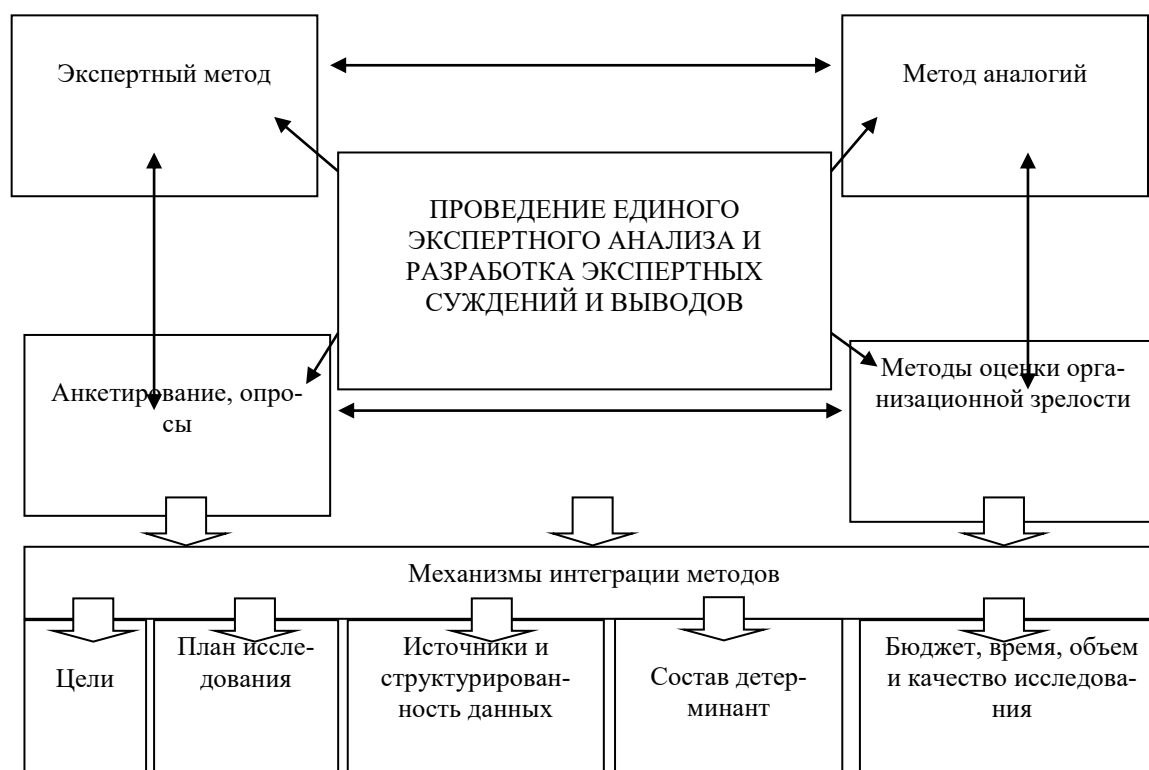 Экспертный метод
Метод аналогий
ПРОВЕДЕНИЕ ЕДИНОГО
ЭКСПЕРТНОГО АНАЛИЗА И
РАЗРАБОТКА ЭКСПЕРТНЫХ
СУЖДЕНИЙ И ВЫВОДОВ
Анкетирование, опро-
сы
Методы оценки орга-
низационной зрелости
Механизмы интеграции методов
Цели
План иссле-
дования
Источники и
структурирован-
ность данных
Состав детер-
минант
Бюджет, время, объем
и качество исследова-
ния